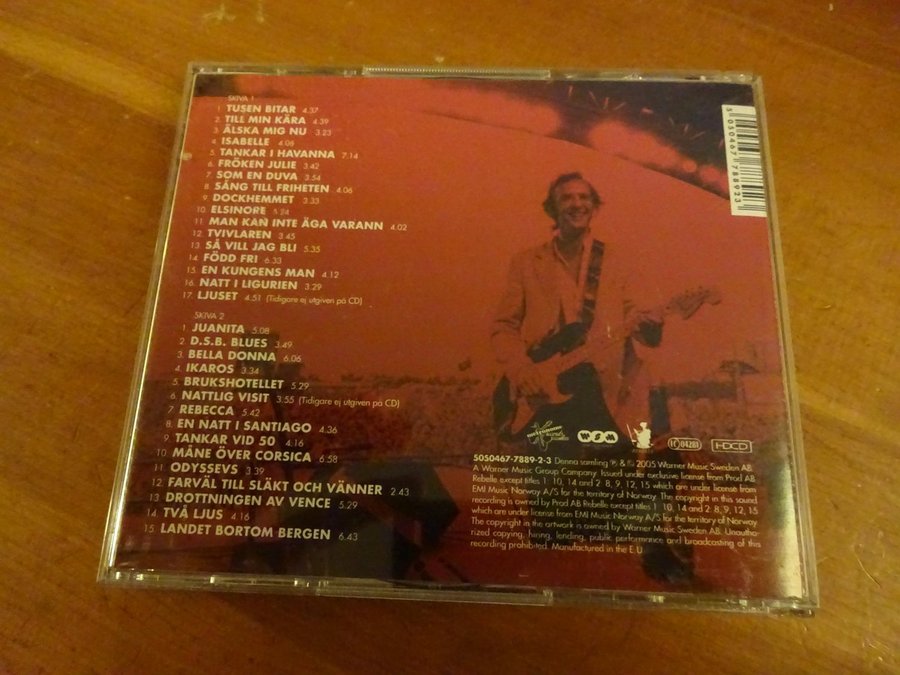 SKIVA 1
1. TUSEN BITAR 4.37
2. TILL MIN KÄRA 4.39
3. ÄLSKA MIG NU 3.23
4. ISABELLE 4.06
5. TANKAR I HAVANNA 7.14
6. FRÖKEN JULIE 3.42
7. SOM EN DUVA 3.54
8. SÅNG TILL FRIHETEN 4.06
9. DOCKHEMMET 3.33
10. ELSINORE
11. MAN KAN INTE ÄGA VARANN 4.02
12. TVIVLAREN 3.45
13. SÅ VILL JAG BLI 5.35
14. FÖDD FRI 6.33
15. EN KUNGENS MAN 4.12
16. NATT I LIGURIEN 3.29
17. LJUSET 4.51 (Tidigare ej utgiven på CD)
SKIVA 2
1. JUANITA 5.08
2. D.S.B. BLUES 3.49
3. BELLA DONNA 6.06
4. IKAROS 3.34
5. BRUKSHOTELLET 5.29
6. NATTLIG VISIT 3.55 (Tidigare ej utgiven på CD)
7. REBECCA 5.42
8. EN NATT I SANTIAGO 4.36
9. TANKAR VID 50 4.16
10. MÅNE ÖVER CORSICA 6.58
11. ODYSSEVS 3.39
12. FARVÄL TILL SLÄKT OCH VÄNNER 2.43
13. DROTTNINGEN AV VENCE 5.29
14. TVÅ LJUS 4.16
15. LANDET BORTOM BERGEN 6.43
5 050467 788923
metronome
WSM
LC 04281
HDCD
5050467-7889-2-3 Denna samling ℗ & © 2005 Warner Music Sweden AB.
A Warner Music Group Company. Issued under exclusive license from Prod AB
Rebelle except titles 1: 10, 14 and 2: 8, 9, 12, 15 which are under license from
EMI Music Norway A/S for the territory of Norway. The copyright in this sound
recording is owned by Prod AB Rebelle except titles 1: 10, 14 and 2: 8, 9, 12, 15
which are under license from EMI Music Norway A/S for the territory of Norway.
The copyright in the artwork is owned by Warner Music Sweden AB. Unautho-
rized copying, hiring, lending, public performance and broadcasting of this
recording prohibited. Manufactured in the E.U